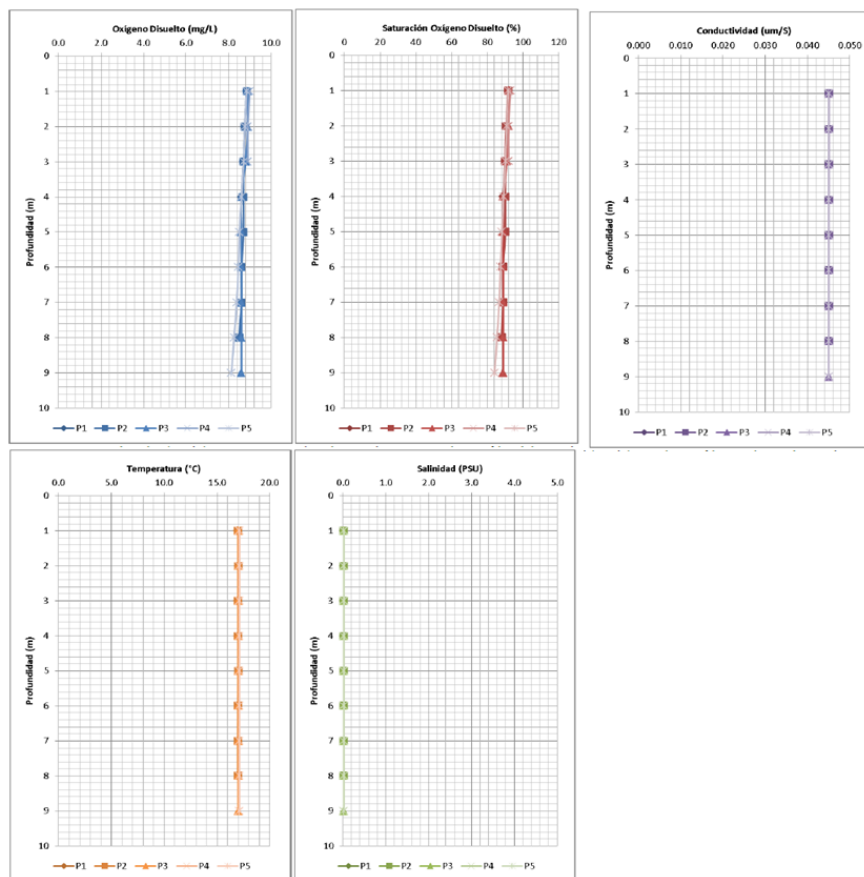 Oxígeno Disuelto (mg/L)
0.0 2.0 4.0 6.0 8.0 10.0
0
1
2
3
4
5
6
7
8
9
10
Profundidad (m)
P1 P2 P3 P4 P5
Saturación Oxígeno Disuelto (%)
0 20 40 60 80 100 120
0
1
2
3
4
5
6
7
8
9
10
Profundidad (m)
P1 P2 P3 P4 P5
Conductividad (um/S)
0.000 0.010 0.020 0.030 0.040 0.050
0
1
2
3
4
5
6
7
8
9
10
Profundidad (m)
P1 P2 P3 P4 P5
Temperatura (°C)
0.0 5.0 10.0 15.0 20.0
0
1
2
3
4
5
6
7
8
9
10
Profundidad (m)
P1 P2 P3 P4 P5
Salinidad (PSU)
0.0 1.0 2.0 3.0 4.0 5.0
0
1
2
3
4
5
6
7
8
9
10
Profundidad (m)
P1 P2 P3 P4 P5